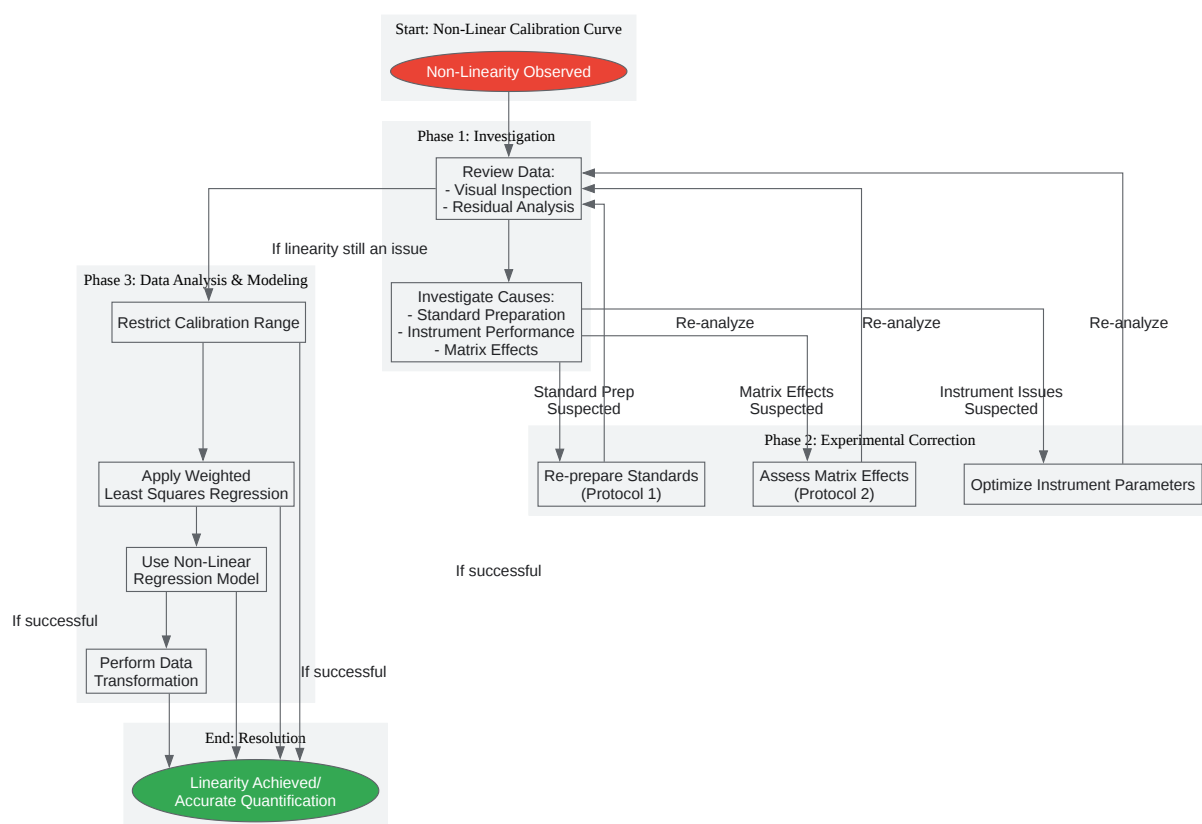 Start: Non-Linear Calibration Curve
Non-Linearity Observed
Phase 1: Investigation
Review Data:
- Visual Inspection
- Residual Analysis
If linearity still an issue
Phase 3: Data Analysis & Modeling
Investigate Causes:
- Standard Preparation
- Instrument Performance
- Matrix Effects
Restrict Calibration Range
Re-analyze
Re-analyze
Re-analyze
Standard Prep
Suspected
Matrix Effects
Suspected
Instrument Issues
Suspected
Phase 2: Experimental Correction
Re-prepare Standards
(Protocol 1)
Assess Matrix Effects
(Protocol 2)
Optimize Instrument Parameters
Apply Weighted
Least Squares Regression
Use Non-Linear
Regression Model
If successful
If successful
Perform Data
Transformation
If successful
End: Resolution
Linearity Achieved/
Accurate Quantification